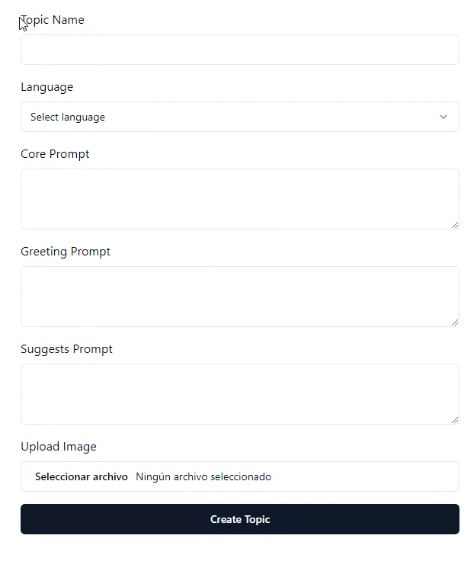 Topic Name
Language
Select language
Core Prompt
Greeting Prompt
Suggests Prompt
Upload Image
Seleccionar archivo Ningún archivo seleccionado
Create Topic